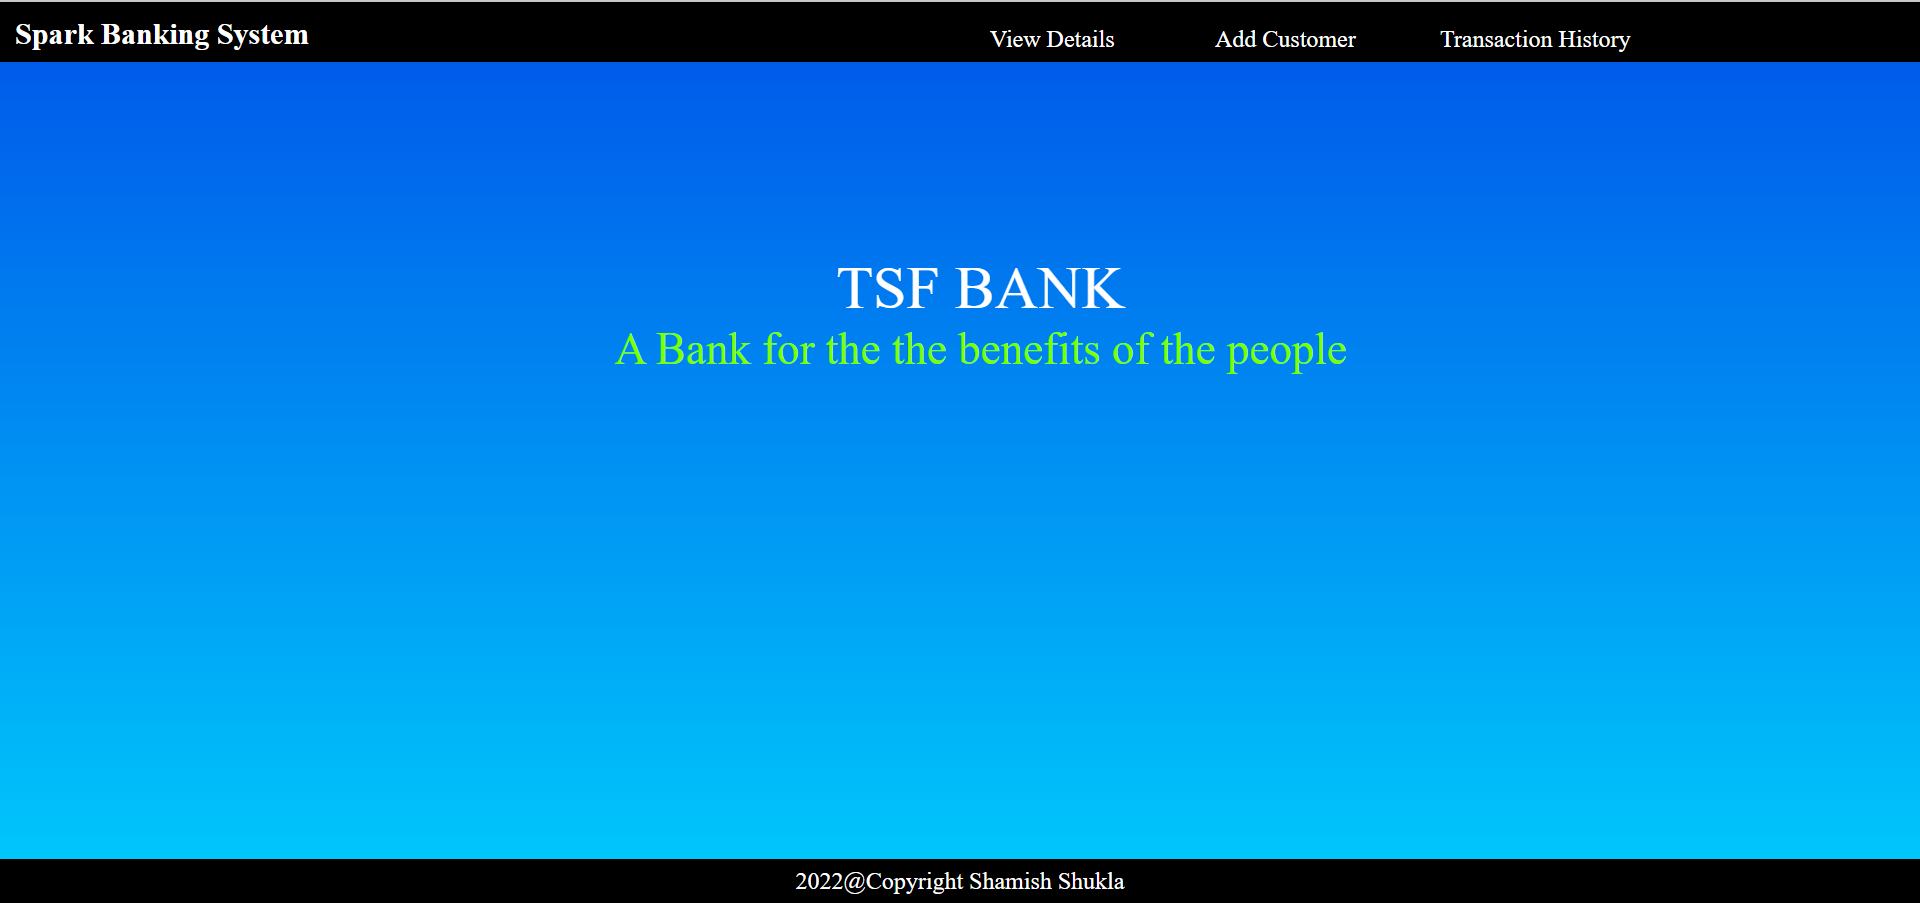 Spark Banking System View Details Add Customer Transaction History
TSF BANK
A Bank for the the benefits of the people
2022@Copyright Shamish Shukla